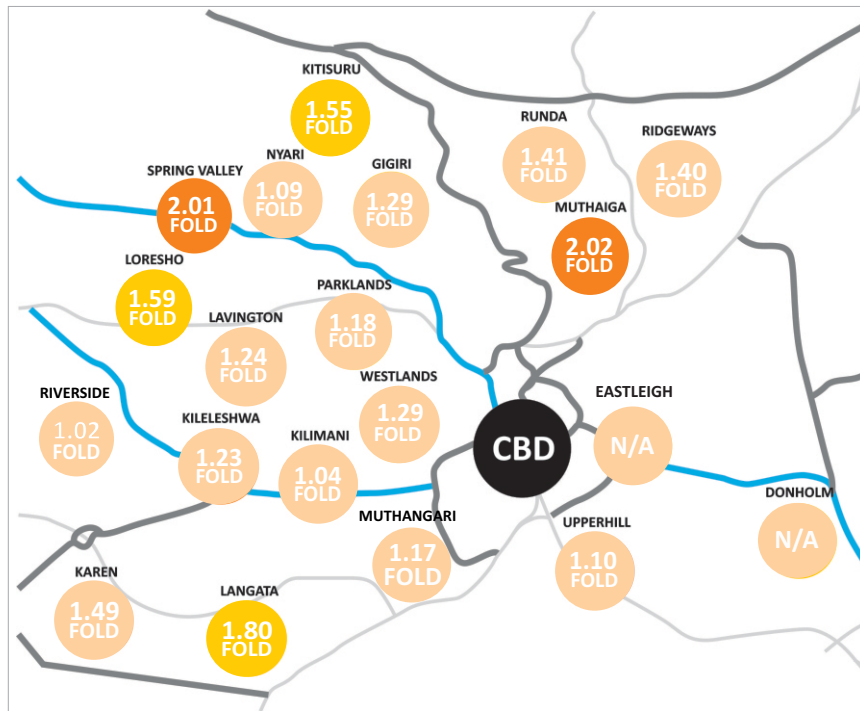 KITISURU
1.55
FOLD
RUNDA
1.41
FOLD
RIDGEWAYS
1.40
FOLD
NYARI
1.09
FOLD
GIGIRI
1.29
FOLD
SPRING VALLEY
2.01
FOLD
MUTHAIGA
2.02
FOLD
LORESHO
1.59
FOLD
PARKLANDS
1.18
FOLD
LAVINGTON
1.24
FOLD
WESTLANDS
1.29
FOLD
RIVERSIDE
1.02
FOLD
KILELESHWA
1.23
FOLD
KILIMANI
1.04
FOLD
CBD
EASTLEIGH
N/A
DONHOLM
N/A
MUTHANGARI
1.17
FOLD
UPPERHILL
1.10
FOLD
KAREN
1.49
FOLD
LANGATA
1.80
FOLD